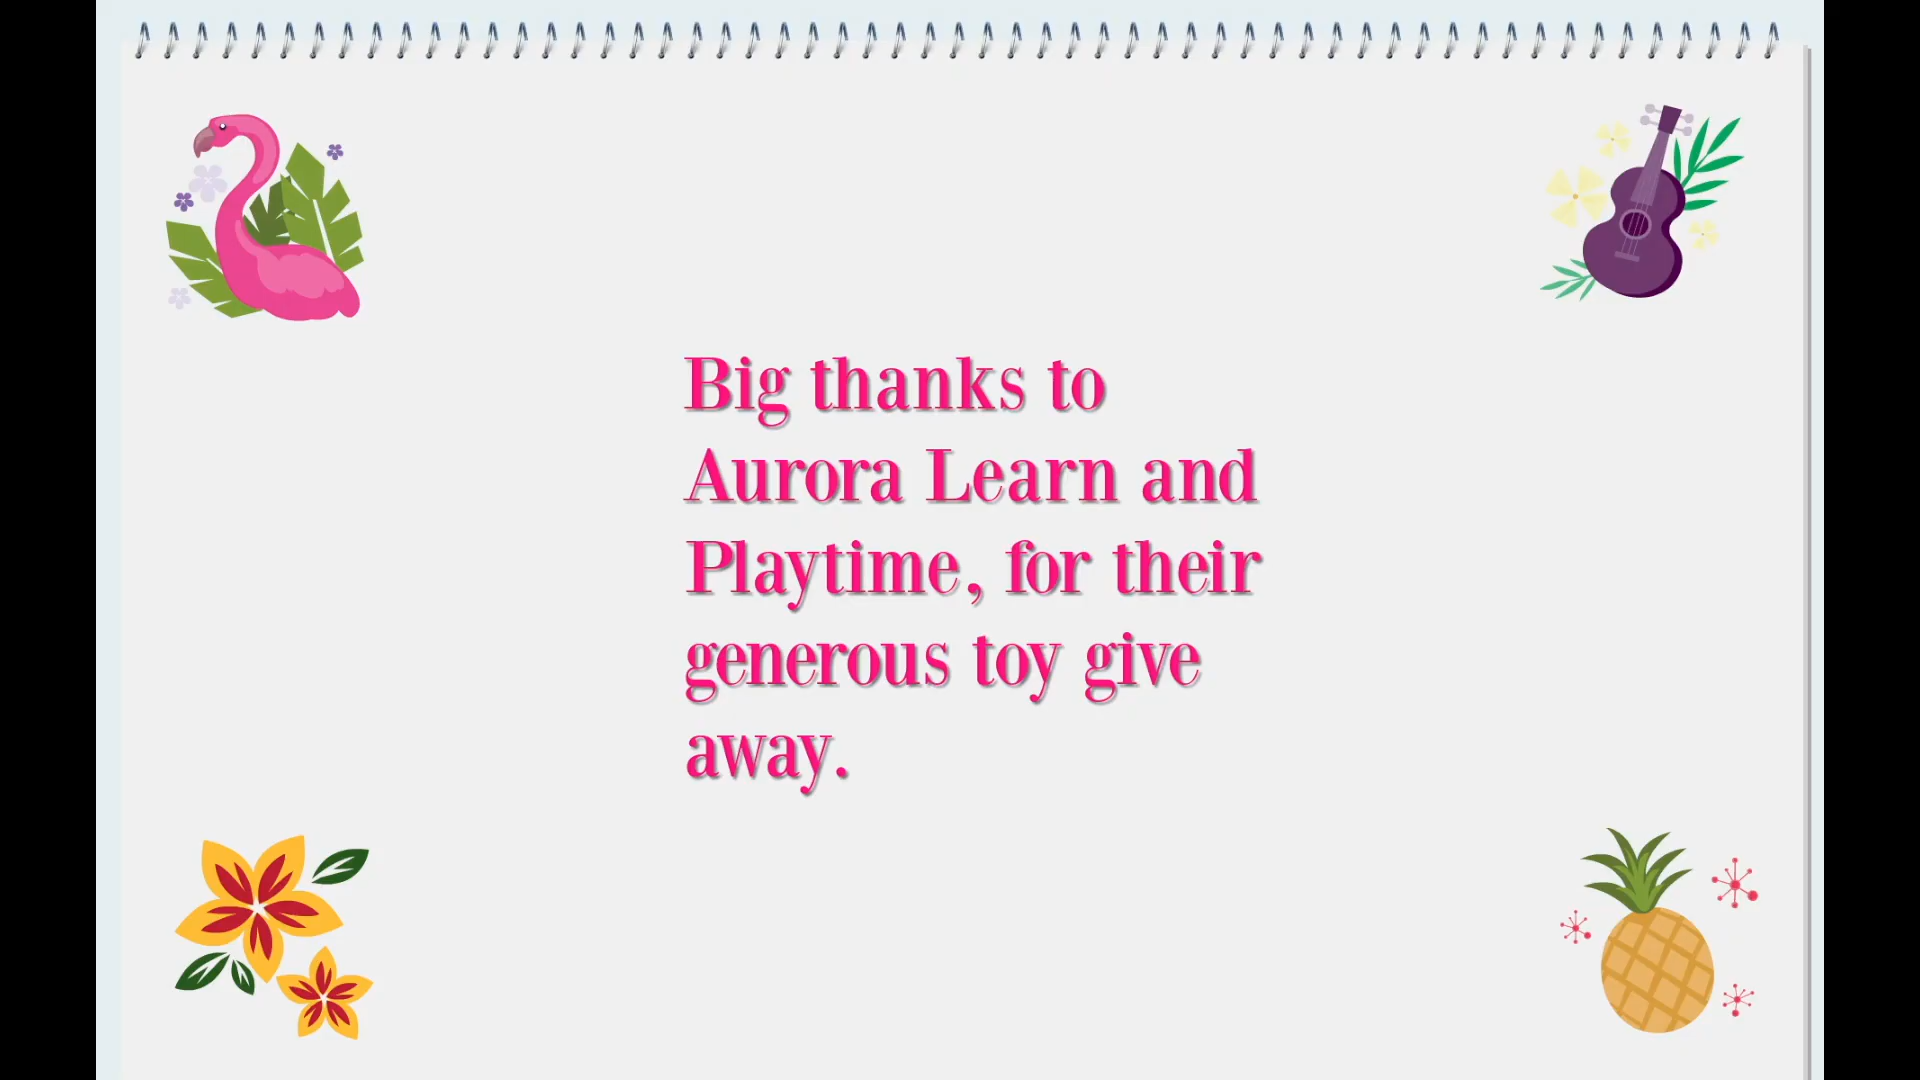 Big thanks to
Aurora Learn and
Playtime, for their
generous toy give
away.